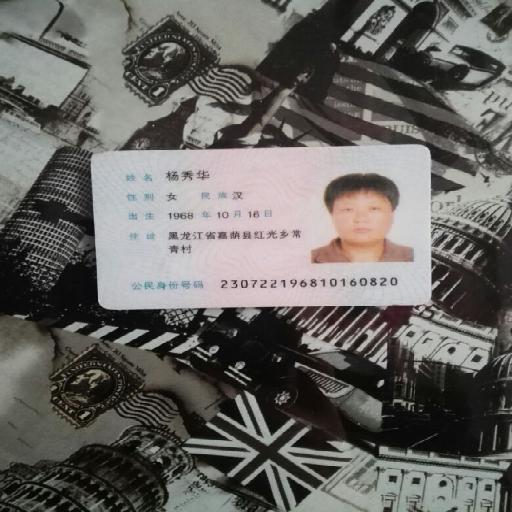 姓名 杨秀华
性别 女 民族 汉
出生 1968 年 10 月 16 日
住址 黑龙江省嘉荫县红光乡常
青村
公民身份号码 230722196810160820